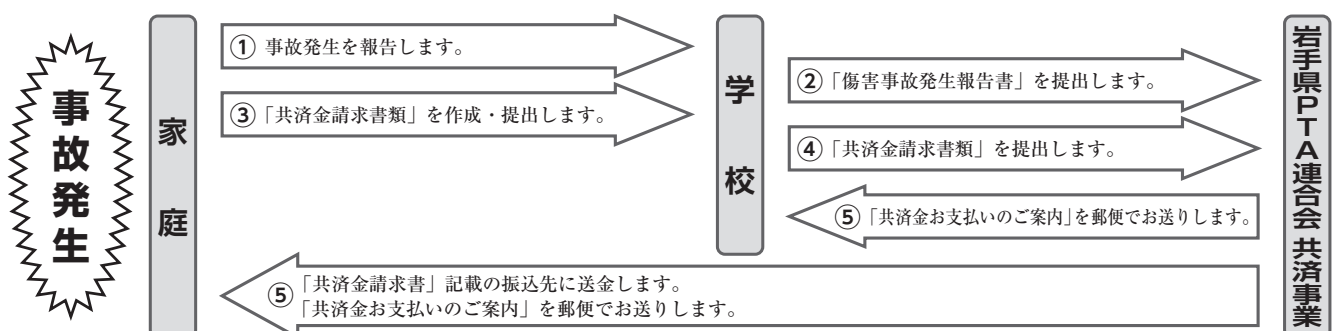 事故発生
家庭
① 事故発生を報告します。
③「共済金請求書類」を作成・提出します。
学校
②「傷害事故発生報告書」を提出します。
④「共済金請求書類」を提出します。
⑤「共済金お支払いのご案内」を郵便でお送りします。
⑤「共済金請求書」記載の振込先に送金します。
「共済金お支払いのご案内」を郵便でお送りします。
岩手県PTA連合会 共済事業